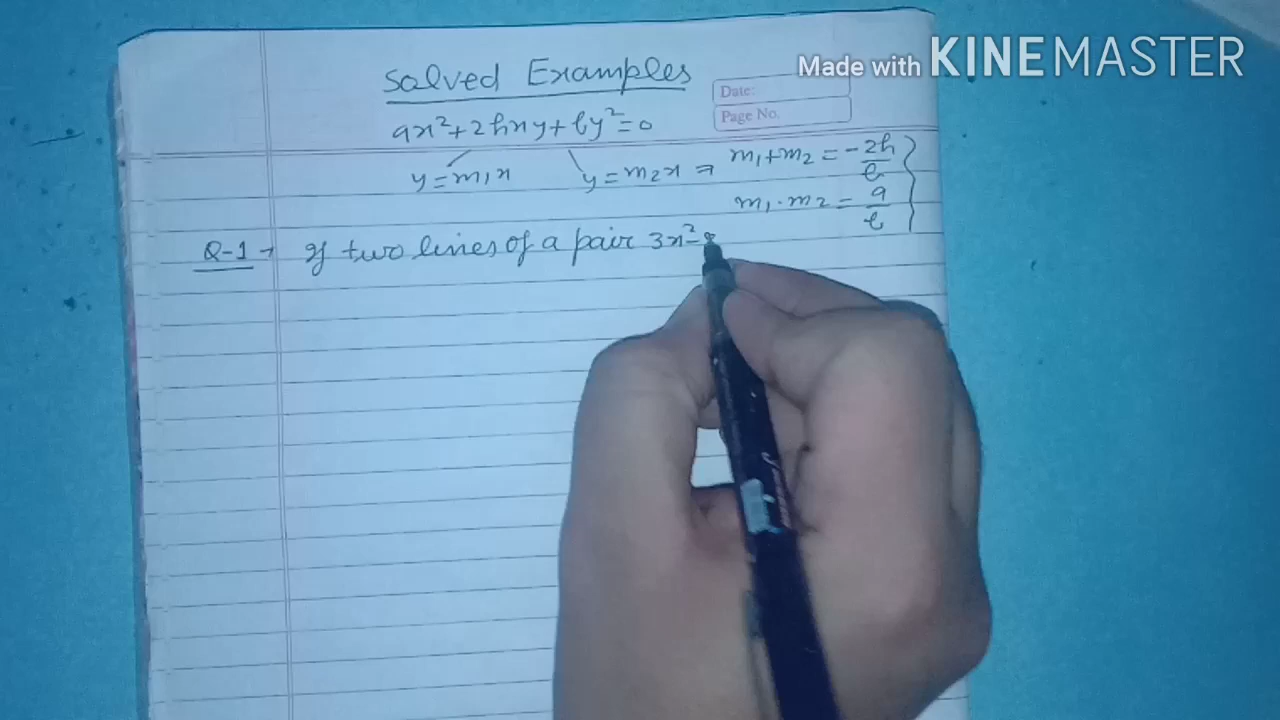 Made with KINEMASTER
Solved Examples
Date:
Page No.
ax²+2hxy+by²=0
y=m₁x y=m₂x ⇒ m₁+m₂ = -2h/b
m₁·m₂ = a/b
Q-1→ If two lines of a pair 3x²-